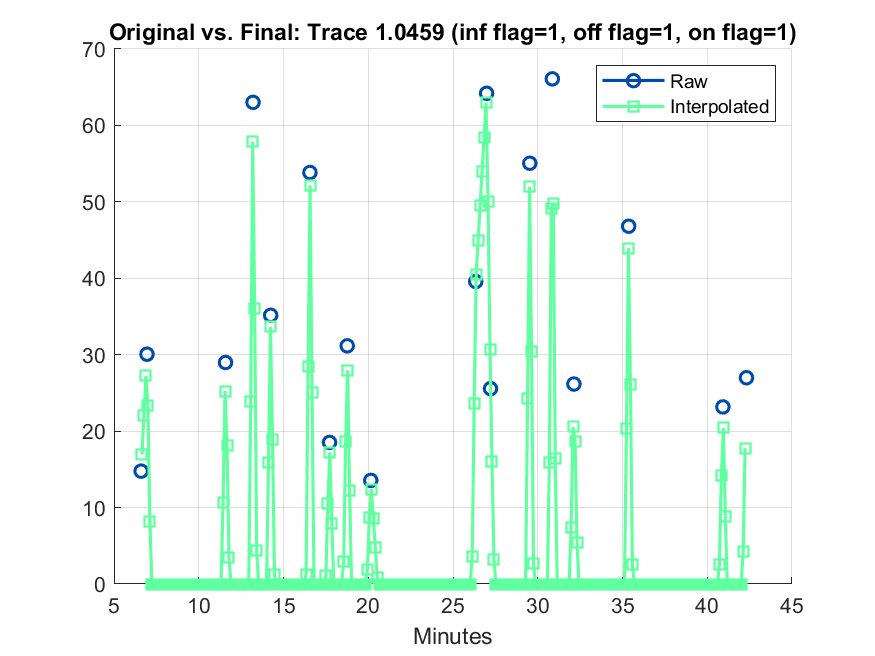 Original vs. Final: Trace 1.0459 (inf flag=1, off flag=1, on flag=1)
70
60
50
40
30
20
10
0
Raw
Interpolated
5 10 15 20 25 30 35 40 45
Minutes